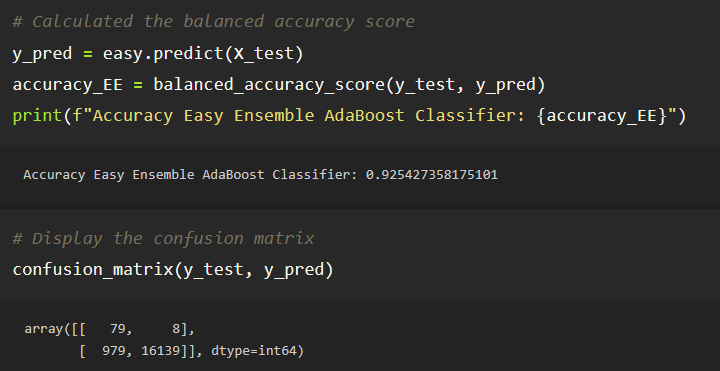 # Calculated the balanced accuracy score
y_pred = easy.predict(X_test)
accuracy_EE = balanced_accuracy_score(y_test, y_pred)
print(f"Accuracy Easy Ensemble AdaBoost Classifier: {accuracy_EE}")
Accuracy Easy Ensemble AdaBoost Classifier: 0.925427358175101
# Display the confusion matrix
confusion_matrix(y_test, y_pred)
array([[   79,     8],
       [  979, 16139]], dtype=int64)